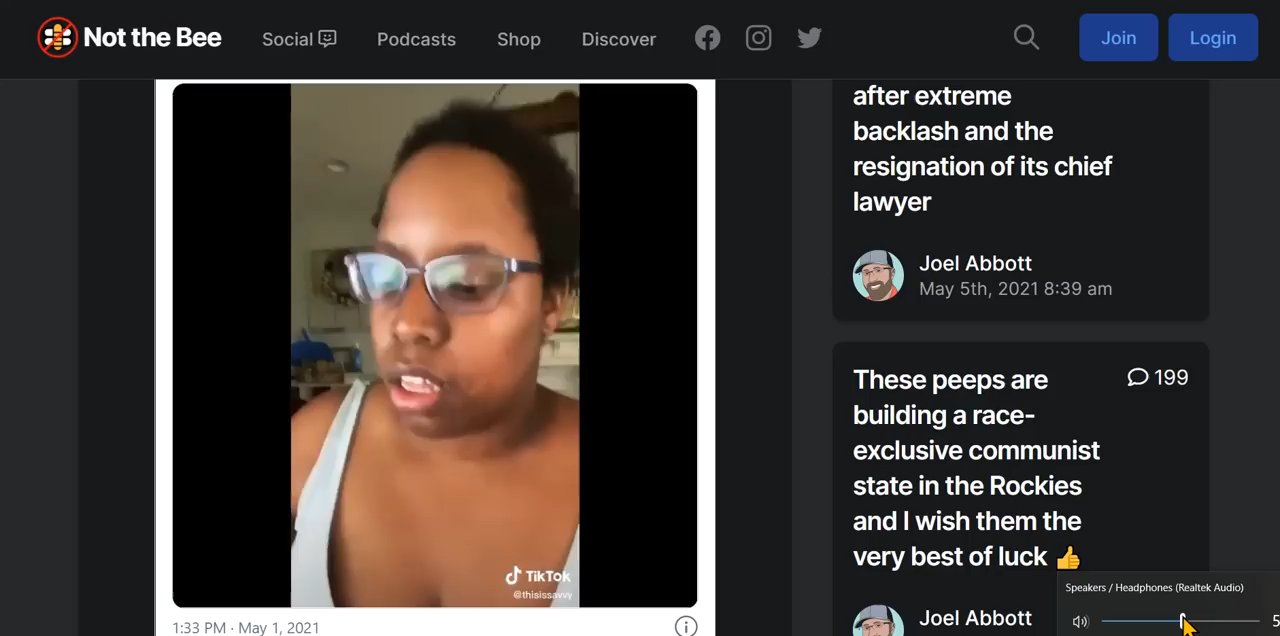 Not the Bee
Social
Podcasts
Shop
Discover
Join
Login
TikTok
@thisissavvy
1:33 PM · May 1, 2021
after extreme
backlash and the
resignation of its chief
lawyer
Joel Abbott
May 5th, 2021 8:39 am
These peeps are
building a race-
exclusive communist
state in the Rockies
and I wish them the
very best of luck 👍
199
Joel Abbott
Speakers / Headphones (Realtek Audio)